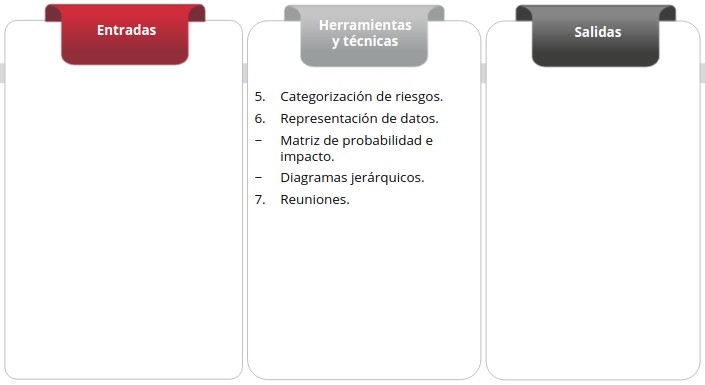 Entradas
Herramientas
y técnicas
Salidas
5. Categorización de riesgos.
6. Representación de datos.
− Matriz de probabilidad e
impacto.
− Diagramas jerárquicos.
7. Reuniones.